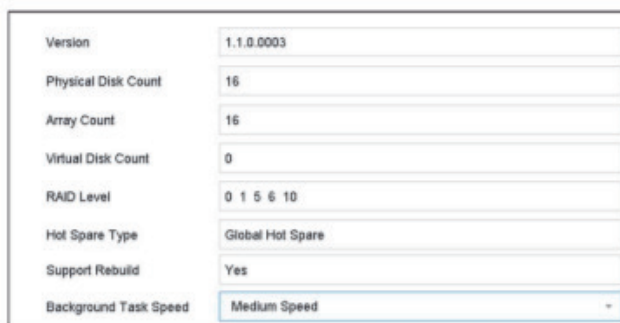 Version 1.1.0.0003
Physical Disk Count 16
Array Count 16
Virtual Disk Count 0
RAID Level 0 1 5 6 10
Hot Spare Type Global Hot Spare
Support Rebuild Yes
Background Task Speed Medium Speed